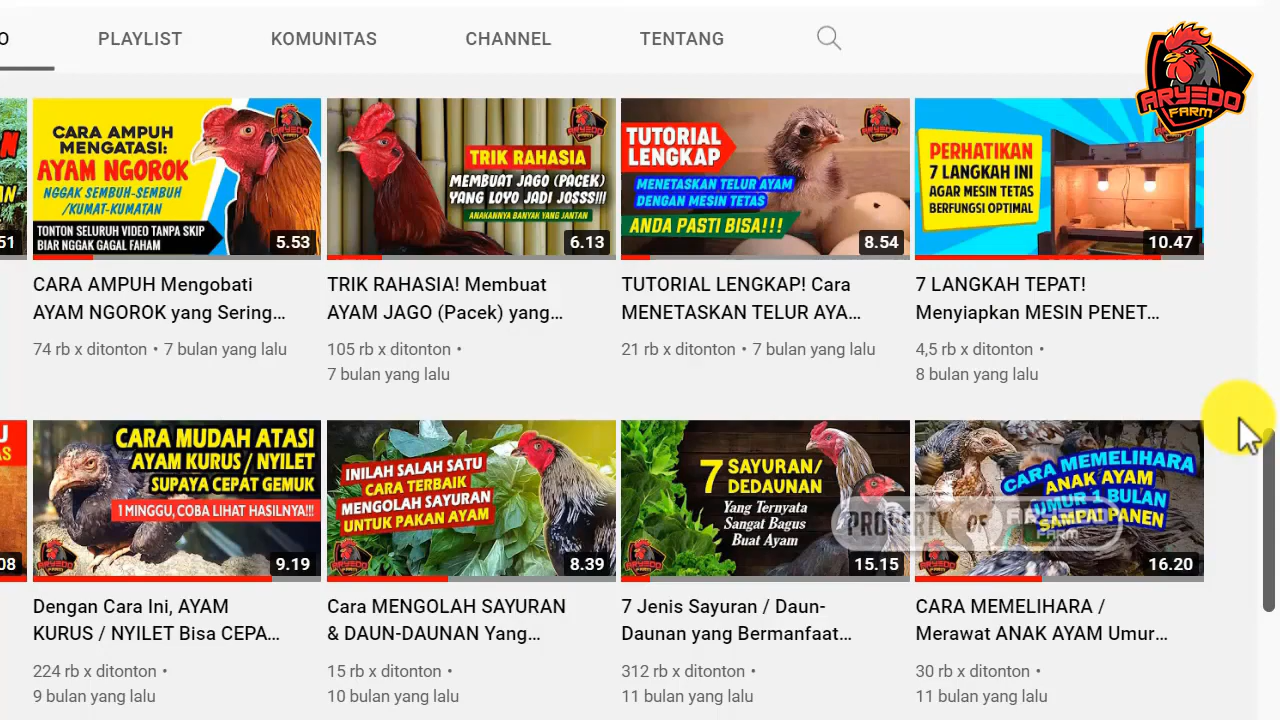 O
PLAYLIST
KOMUNITAS
CHANNEL
TENTANG
ARYEDO
FARM
N
AN
51
CARA AMPUH
MENGATASI:
AYAM NGOROK
NGGAK SEMBUH-SEMBUH
/KUMAT-KUMATAN
TONTON SELURUH VIDEO TANPA SKIP
BIAR NGGAK GAGAL FAHAM
5.53
TRIK RAHASIA
MEMBUAT JAGO (PACEK)
YANG LOYO JADI JOSSS!!!
ANAKANNYA BANYAK YANG JANTAN
6.13
TUTORIAL
LENGKAP
MENETASKAN TELUR AYAM
DENGAN MESIN TETAS
ANDA PASTI BISA!!!
8.54
PERHATIKAN
7 LANGKAH INI
AGAR MESIN TETAS
BERFUNGSI OPTIMAL
10.47
CARA AMPUH Mengobati
AYAM NGOROK yang Sering...
74 rb x ditonton • 7 bulan yang lalu
TRIK RAHASIA! Membuat
AYAM JAGO (Pacek) yang...
105 rb x ditonton •
7 bulan yang lalu
TUTORIAL LENGKAP! Cara
MENETASKAN TELUR AYA...
21 rb x ditonton • 7 bulan yang lalu
7 LANGKAH TEPAT!
Menyiapkan MESIN PENET...
4,5 rb x ditonton •
8 bulan yang lalu
U
AS
08
CARA MUDAH ATASI
AYAM KURUS / NYILET
SUPAYA CEPAT GEMUK
1 MINGGU, COBA LIHAT HASILNYA!!!
9.19
INILAH SALAH SATU
CARA TERBAIK
MENGOLAH SAYURAN
UNTUK PAKAN AYAM
8.39
7 SAYURAN/
DEDAUNAN
Yang Ternyata
Sangat Bagus
Buat Ayam
15.15
CARA MEMELIHARA
ANAK AYAM
UMUR 1 BULAN
SAMPAI PANEN
16.20
PROPERTY OF
FARM
Dengan Cara Ini, AYAM
KURUS / NYILET Bisa CEPA...
224 rb x ditonton •
9 bulan yang lalu
Cara MENGOLAH SAYURAN
& DAUN-DAUNAN Yang...
15 rb x ditonton •
10 bulan yang lalu
7 Jenis Sayuran / Daun-
Daunan yang Bermanfaat...
312 rb x ditonton •
11 bulan yang lalu
CARA MEMELIHARA /
Merawat ANAK AYAM Umur...
30 rb x ditonton •
11 bulan yang lalu